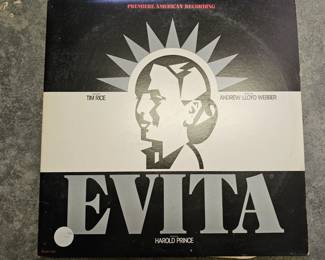 PREMIERE AMERICAN RECORDING
TIM RICE
ANDREW LLOYD WEBBER
EVITA
HAROLD PRINCE